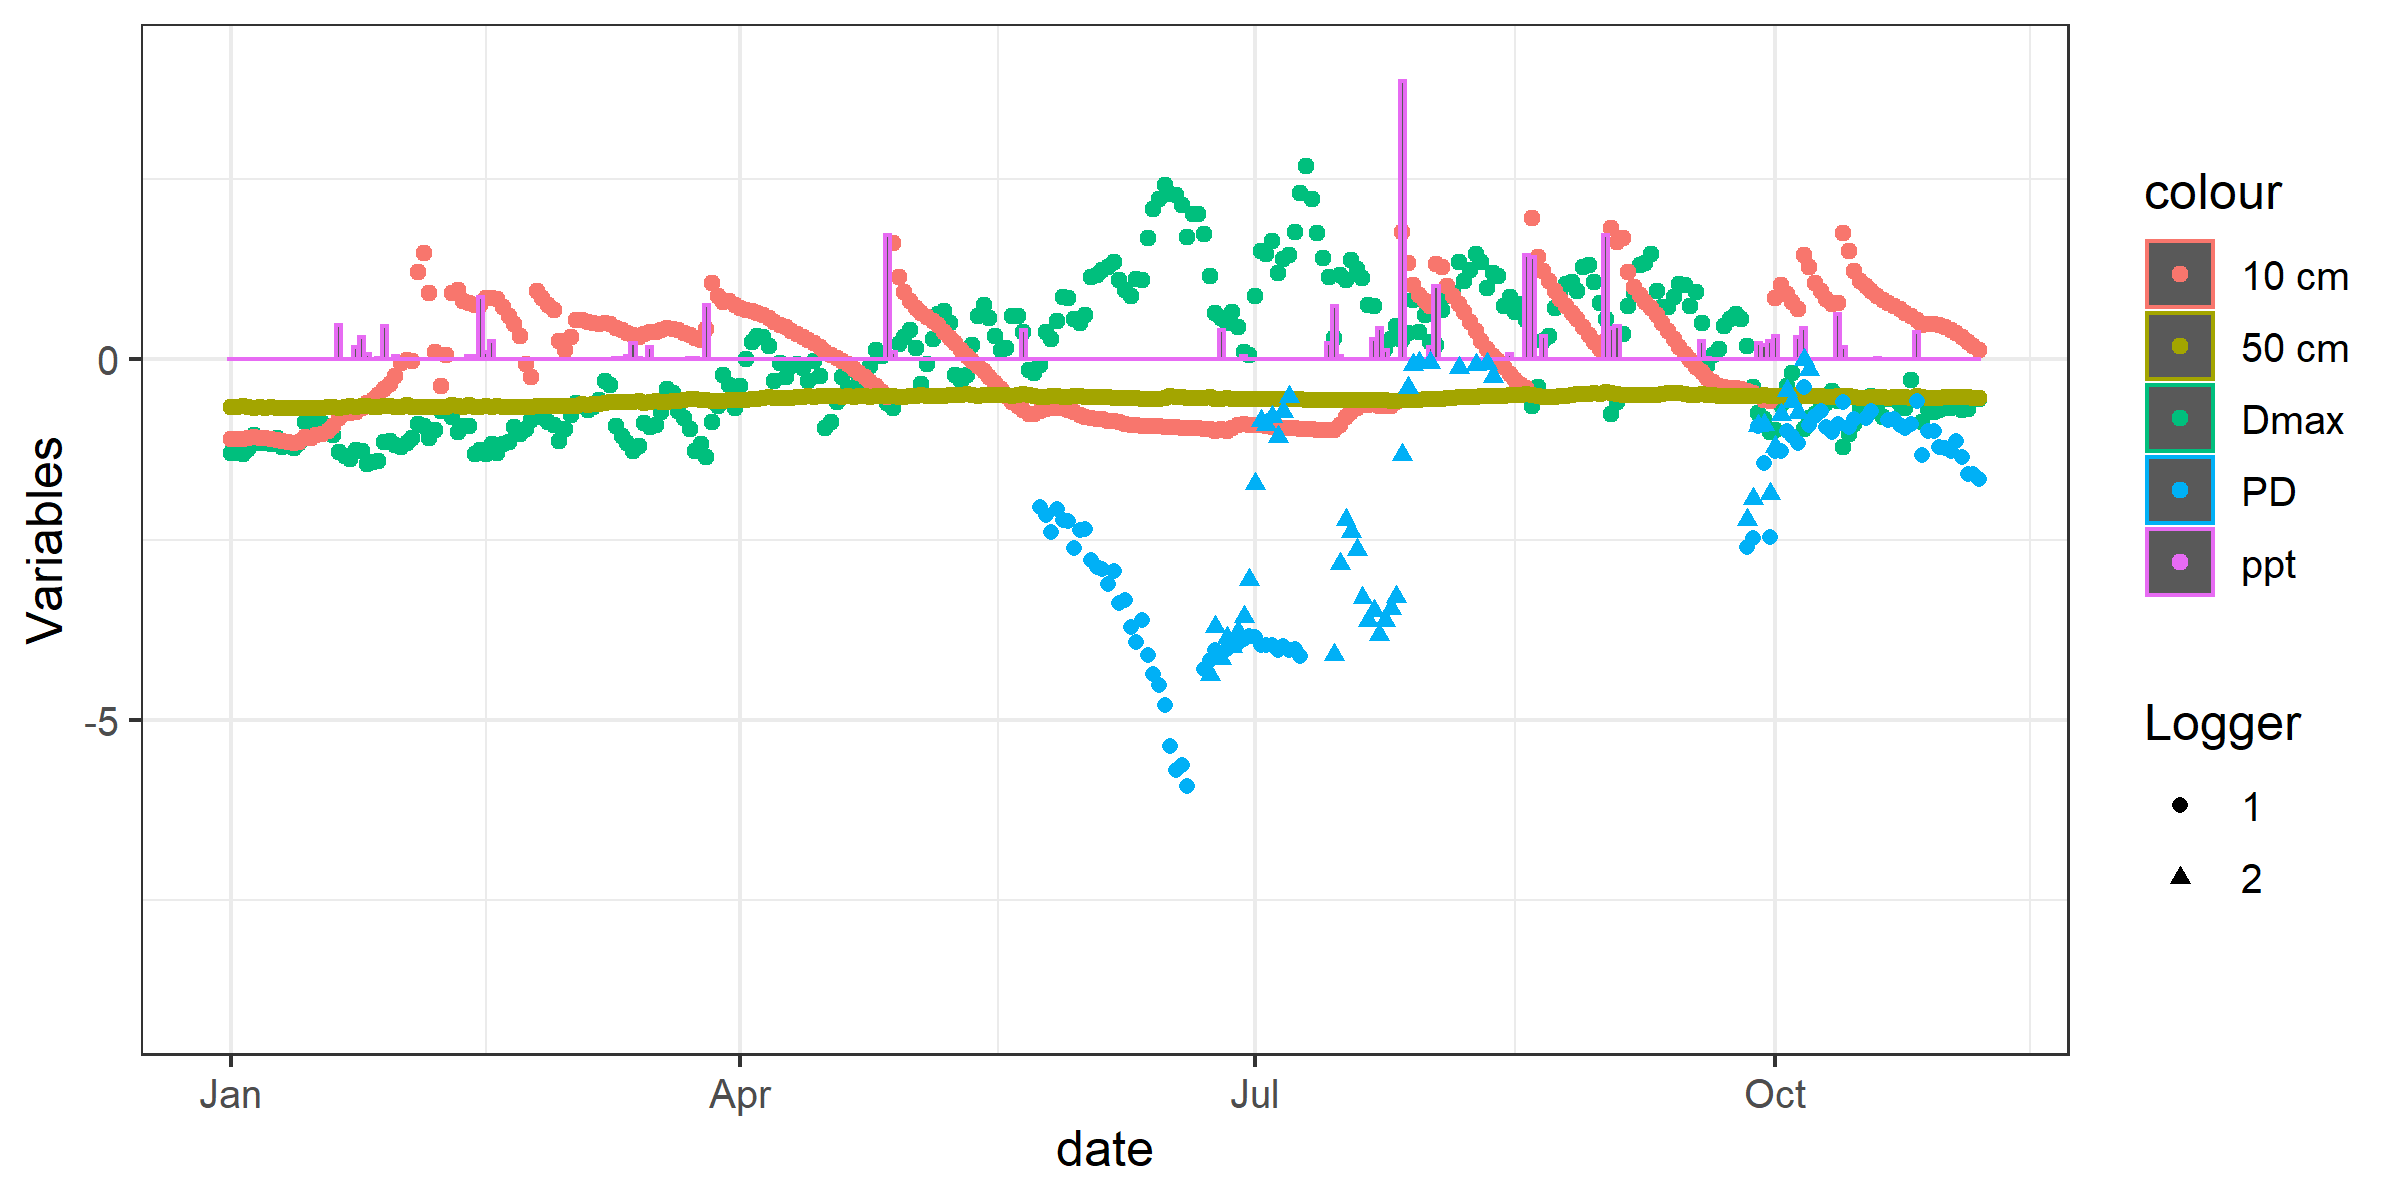 Variables
0
-5
Jan
Apr
Jul
Oct
date
colour
10 cm
50 cm
Dmax
PD
ppt
Logger
1
2